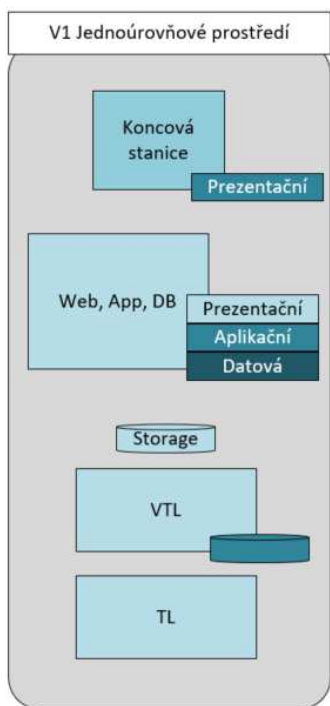 V1 Jednoúrovňové prostředí
Koncová
stanice
Prezentační
Web, App, DB
Prezentační
Aplikační
Datová
Storage
VTL
TL